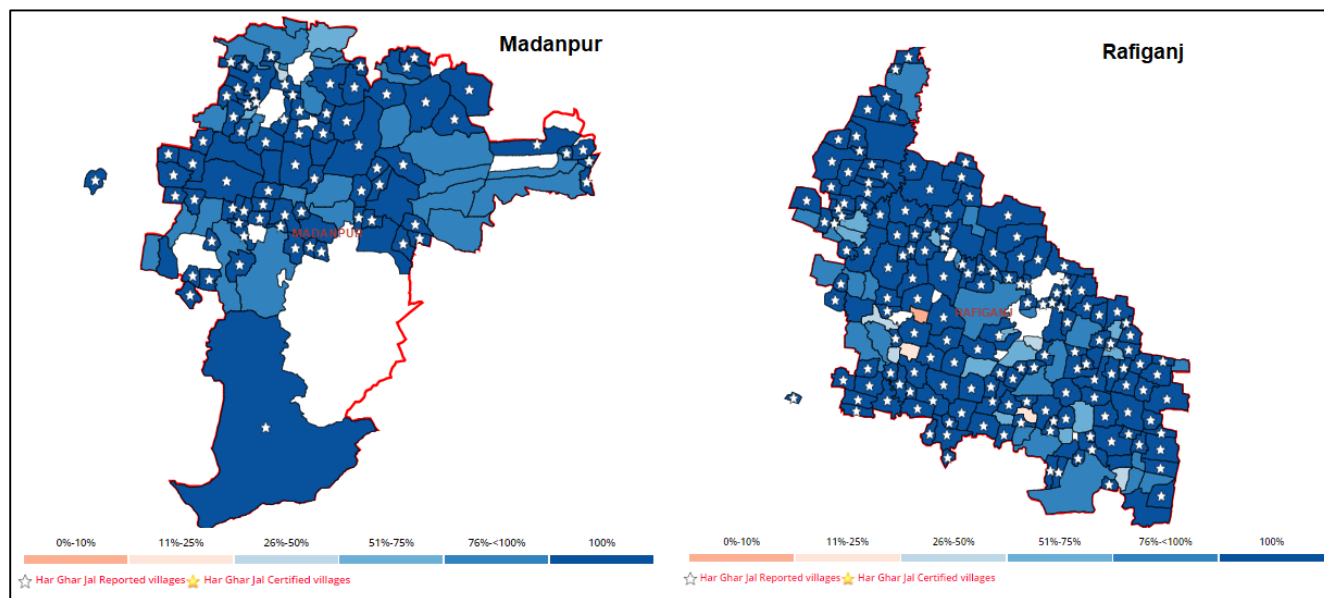 Madanpur
MADANPUR
0%-10% 11%-25% 26%-50% 51%-75% 76%-<100% 100%
Har Ghar Jal Reported villages Har Ghar Jal Certified villages
Rafiganj
RAFIGANJ
0%-10% 11%-25% 26%-50% 51%-75% 76%-<100% 100%
Har Ghar Jal Reported villages Har Ghar Jal Certified villages